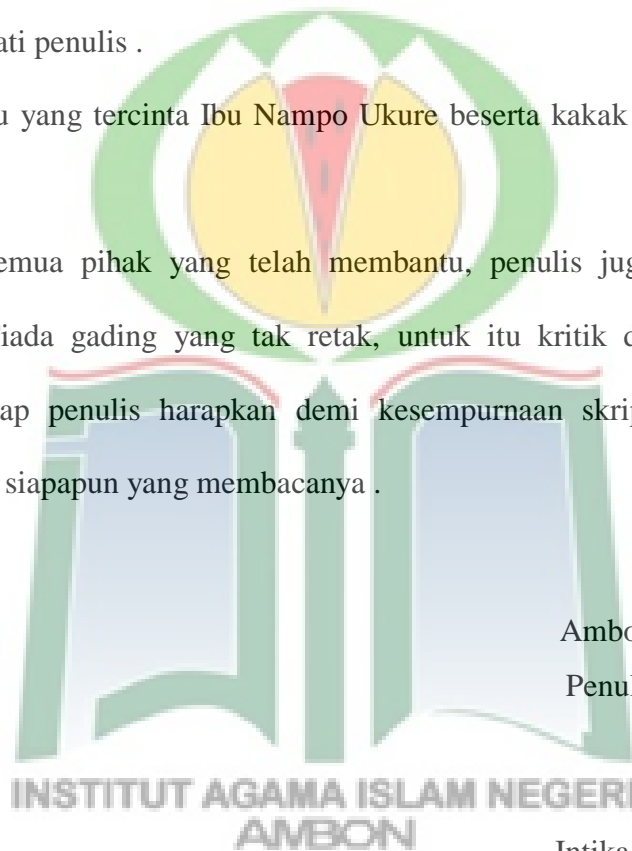 ati penulis .
u yang tercinta Ibu Nampo Ukure beserta kakak
emua pihak yang telah membantu, penulis jug
iada gading yang tak retak, untuk itu kritik d
ap penulis harapkan demi kesempurnaan skrip
siapapun yang membacanya .
Ambo
Penul
INSTITUT AGAMA ISLAM NEGERI
AMBON
Intika